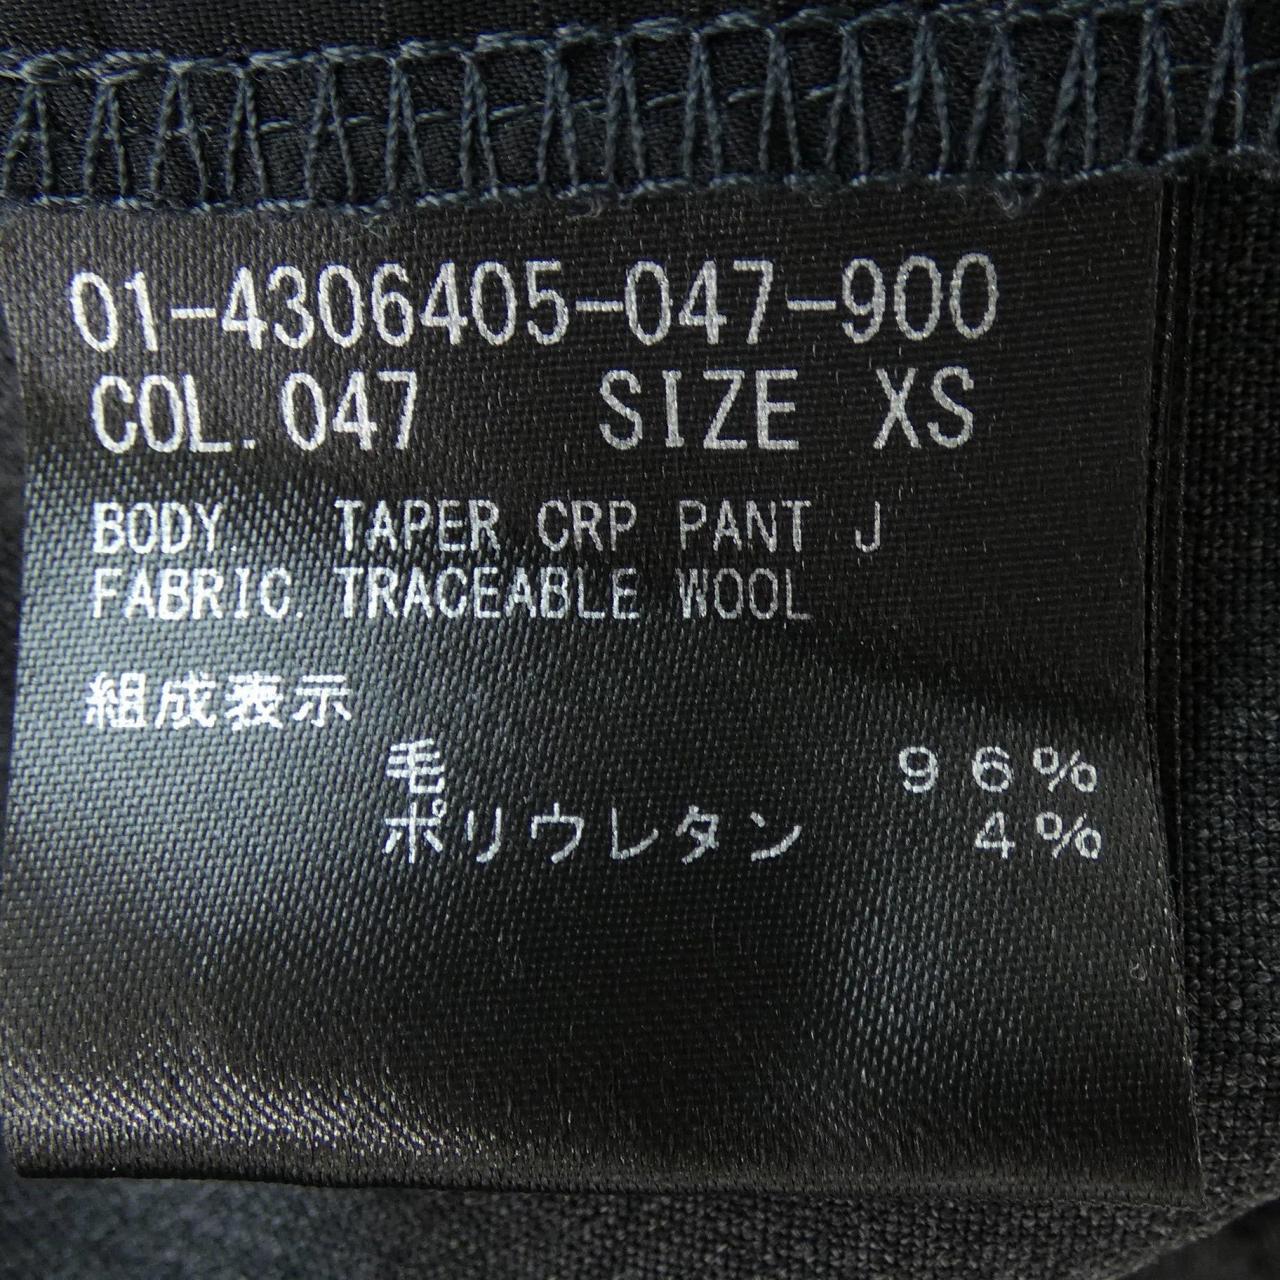 01-4306405-047-900
COL.047 SIZE XS
BODY. TAPER CRP PANT J
FABRIC. TRACEABLE WOOL
組成表示
毛 96%
ポリウレタン 4%